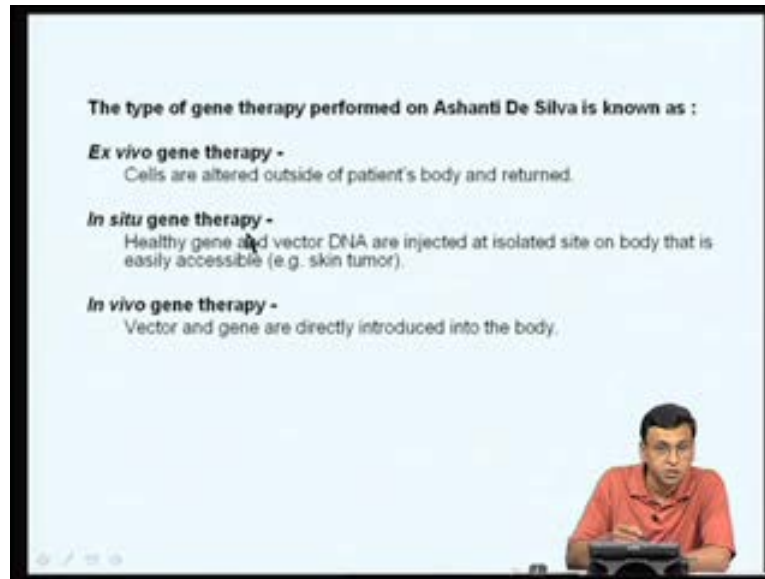 The type of gene therapy performed on Ashanti De Silva is known as :
Ex vivo gene therapy -
Cells are altered outside of patient's body and returned.
In situ gene therapy -
Healthy gene and vector DNA are injected at isolated site on body that is
easily accessible (e.g. skin tumor).
In vivo gene therapy -
Vector and gene are directly introduced into the body.